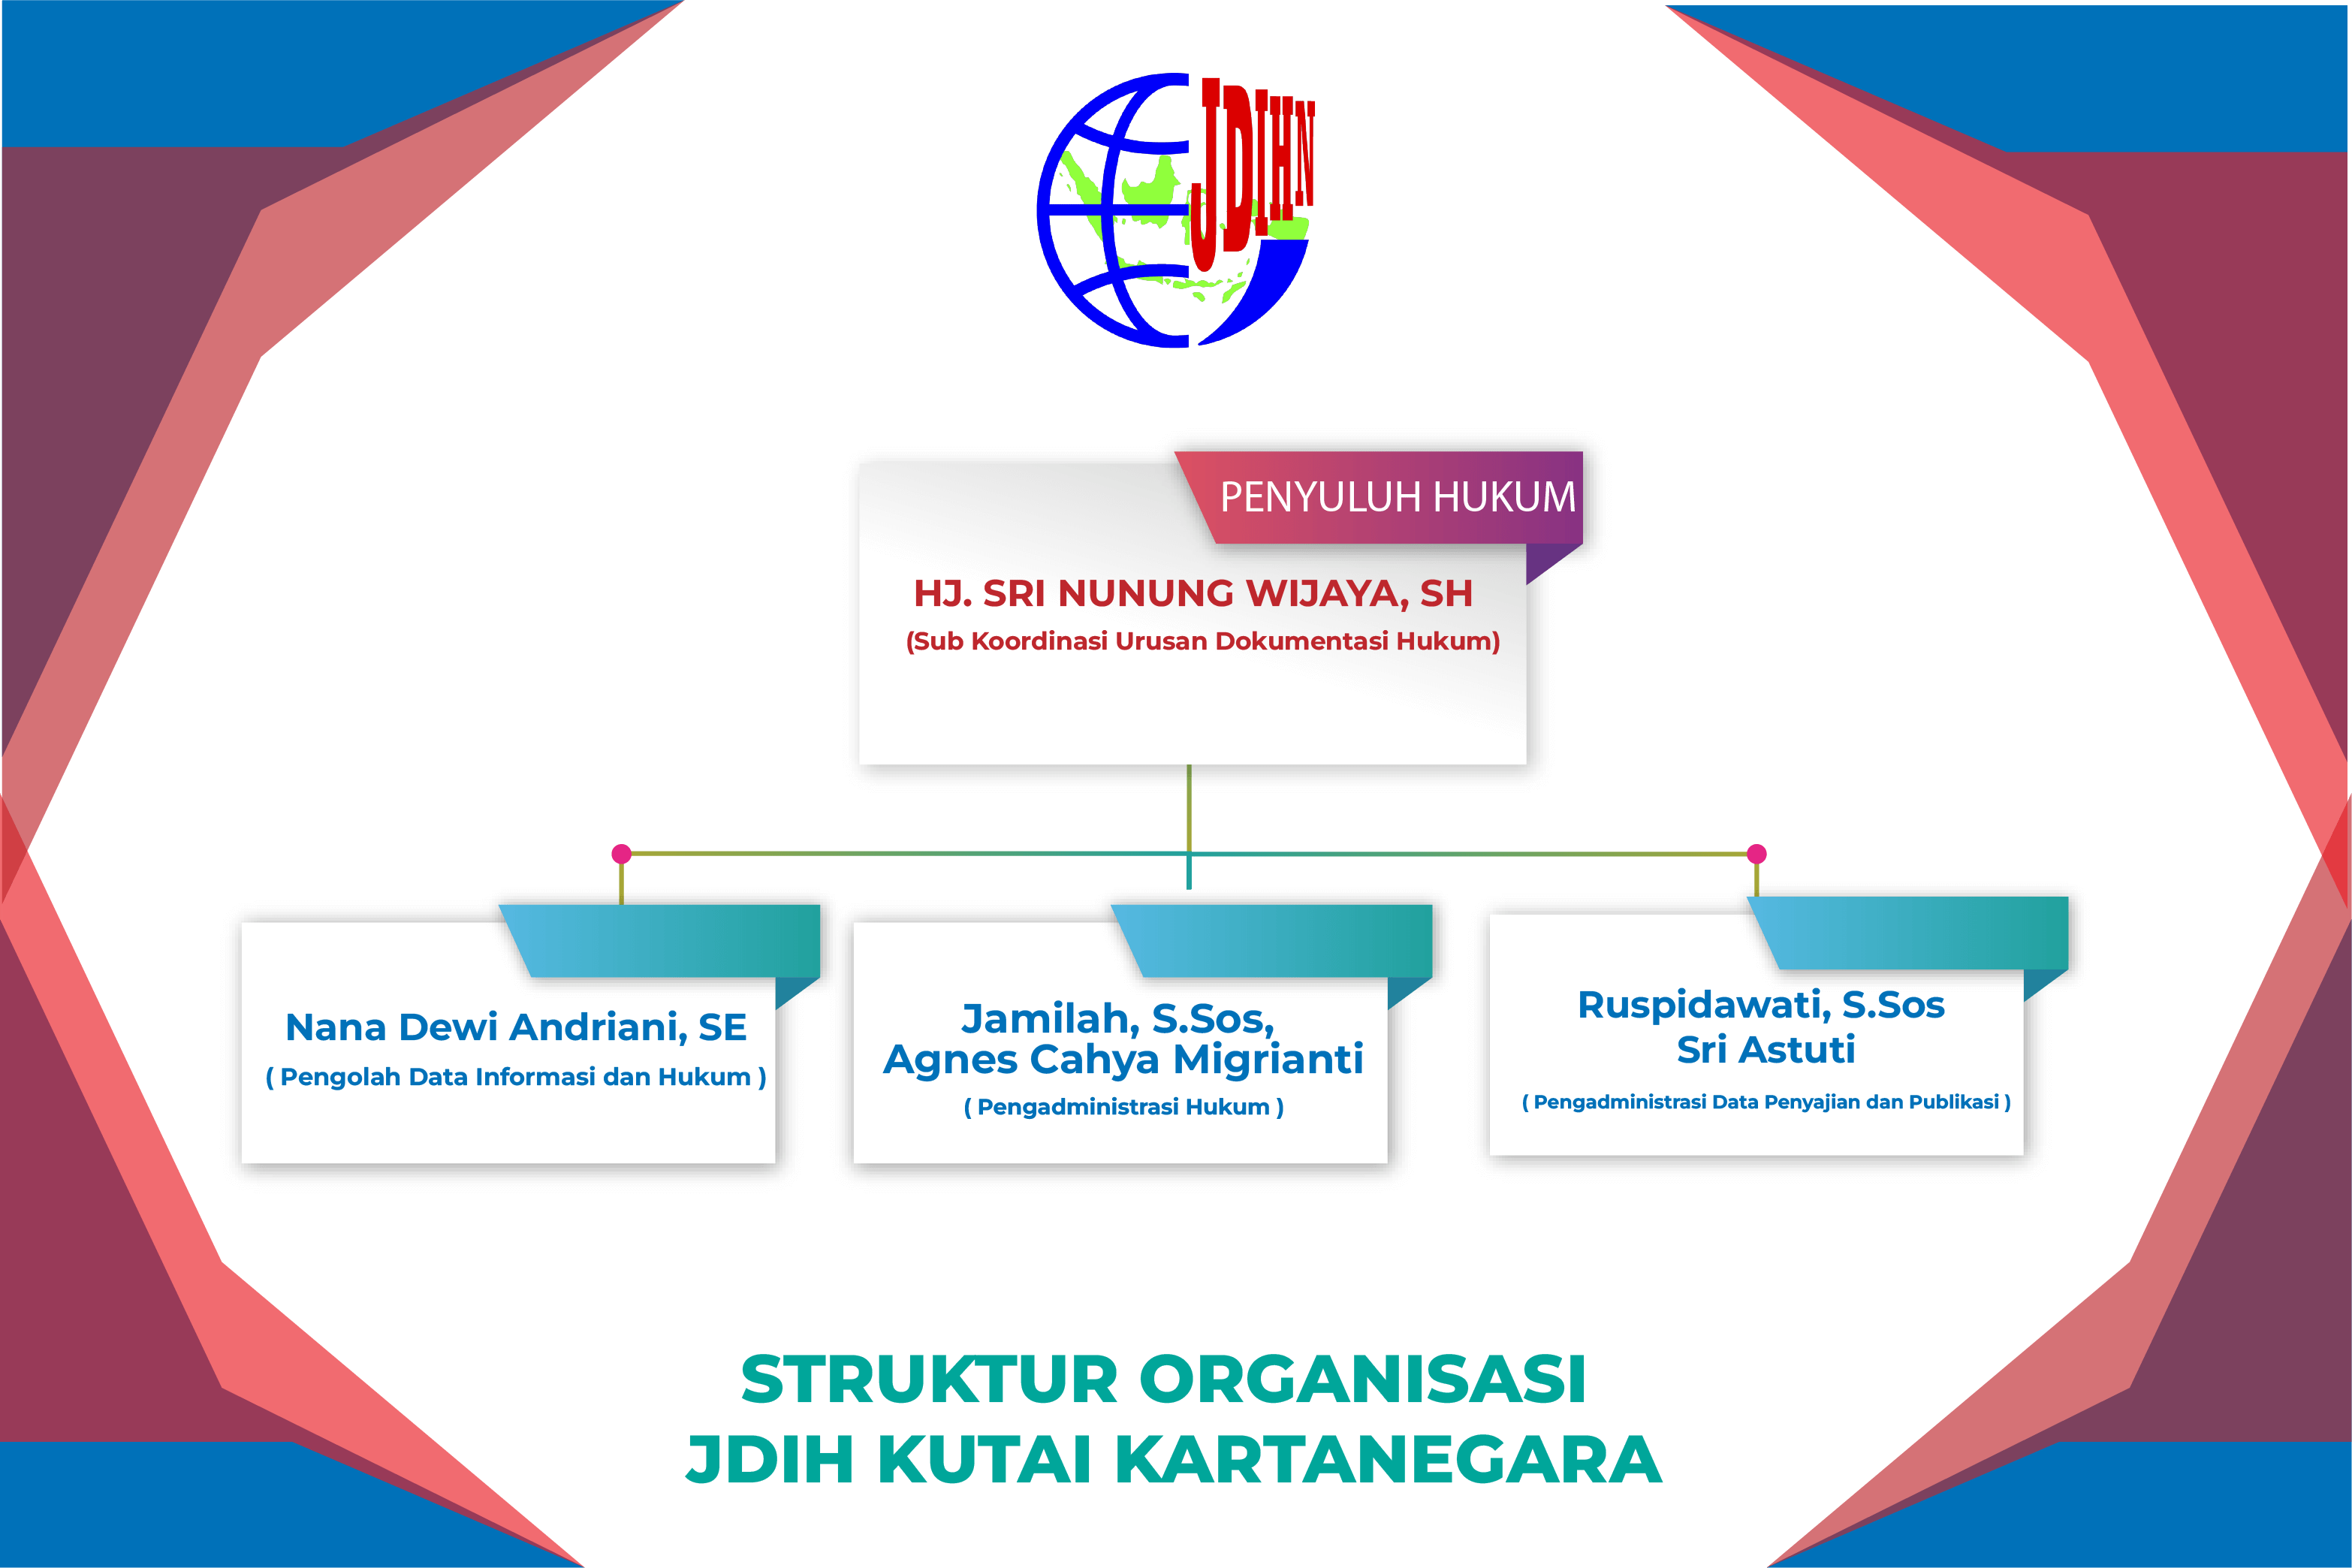 JDIHN
PENYULUH HUKUM
HJ. SRI NUNUNG WIJAYA, SH
(Sub Koordinasi Urusan Dokumentasi Hukum)
Nana Dewi Andriani, SE
( Pengolah Data Informasi dan Hukum )
Jamilah, S.Sos,
Agnes Cahya Migrianti
( Pengadministrasi Hukum )
Ruspidawati, S.Sos
Sri Astuti
( Pengadministrasi Data Penyajian dan Publikasi )
STRUKTUR ORGANISASI
JDIH KUTAI KARTANEGARA